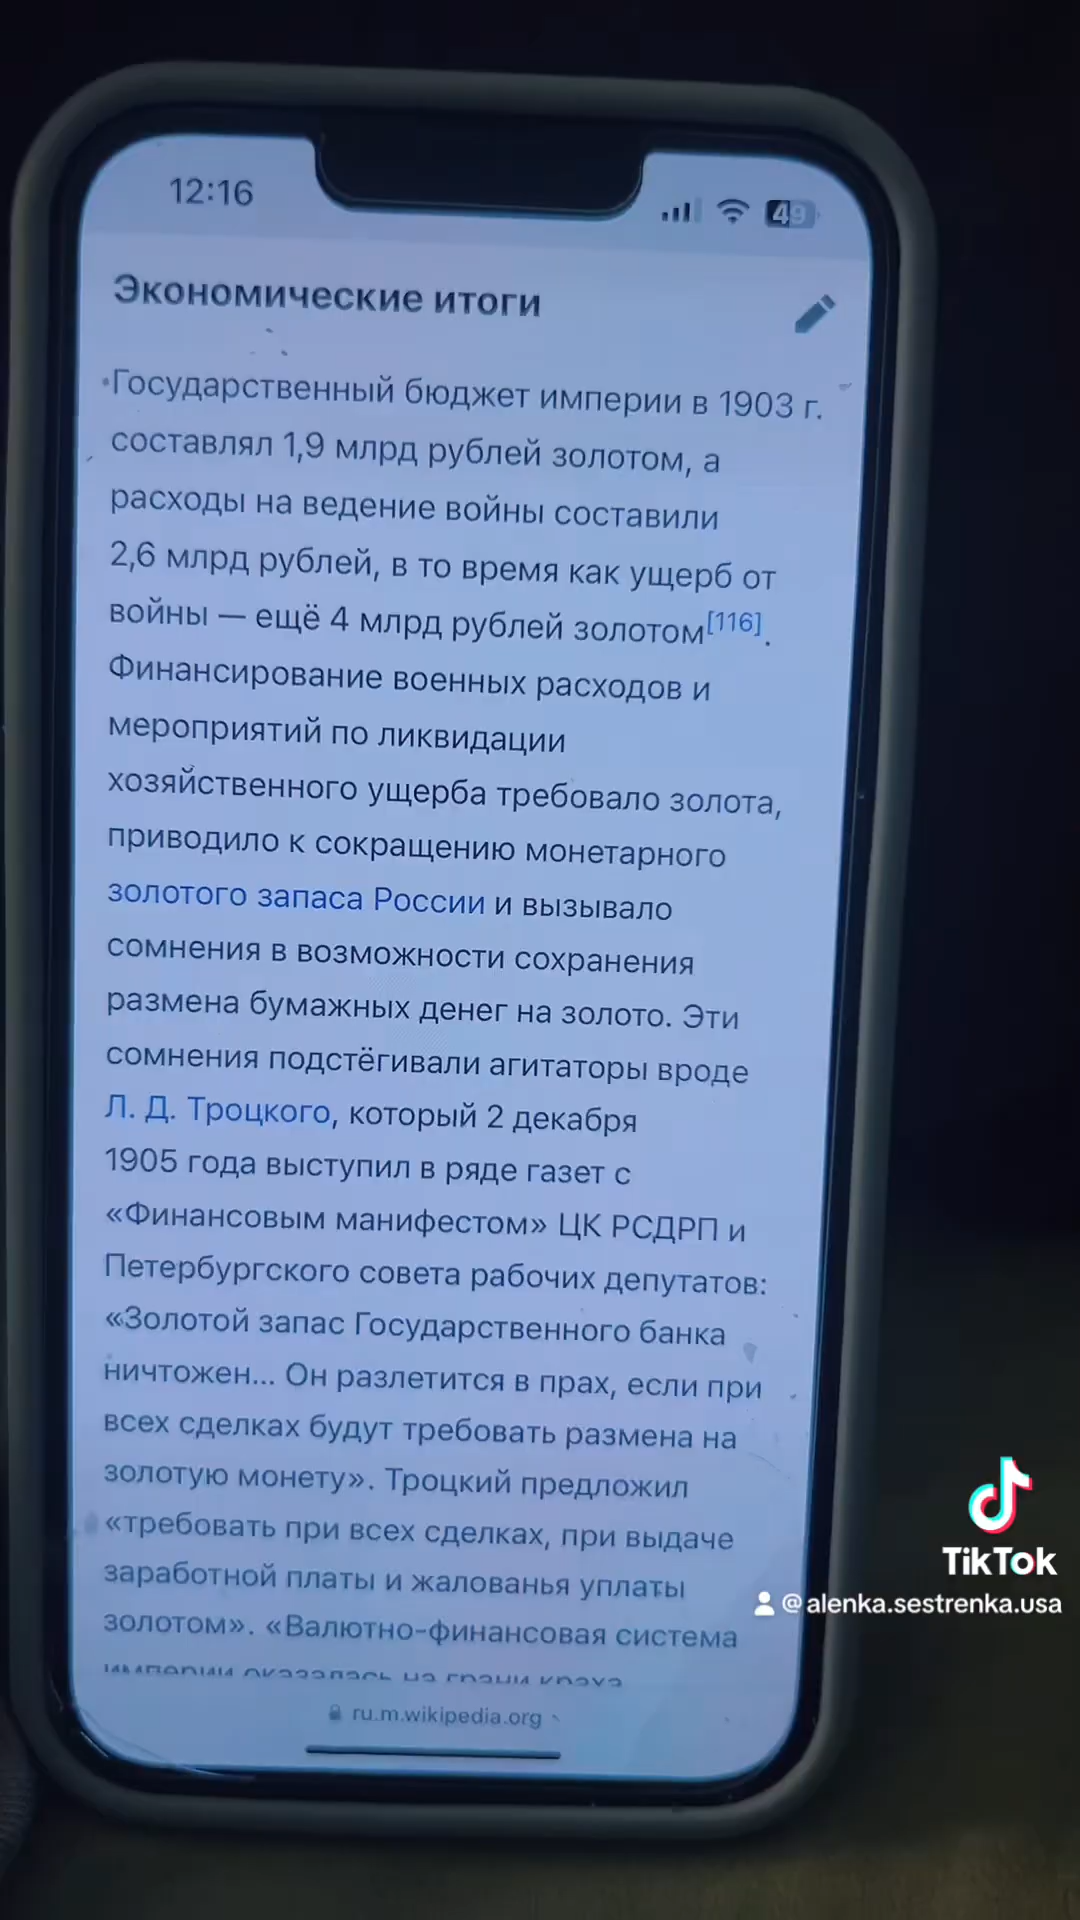 12:16
49
Экономические итоги
Государственный бюджет империи в 1903 г.
составлял 1,9 млрд рублей золотом, а
расходы на ведение войны составили
2,6 млрд рублей, в то время как ущерб от
войны — ещё 4 млрд рублей золотом[116].
Финансирование военных расходов и
мероприятий по ликвидации
хозяйственного ущерба требовало золота,
приводило к сокращению монетарного
золотого запаса России и вызывало
сомнения в возможности сохранения
размена бумажных денег на золото. Эти
сомнения подстёгивали агитаторы вроде
Л. Д. Троцкого, который 2 декабря
1905 года выступил в ряде газет с
«Финансовым манифестом» ЦК РСДРП и
Петербургского совета рабочих депутатов:
«Золотой запас Государственного банка
ничтожен... Он разлетится в прах, если при
всех сделках будут требовать размена на
золотую монету». Троцкий предложил
«требовать при всех сделках, при выдаче
заработной платы и жалованья уплаты
золотом». «Валютно-финансовая система
империи оказалась на грани краха
ru.m.wikipedia.org
TikTok
@alenka.sestrenka.usa